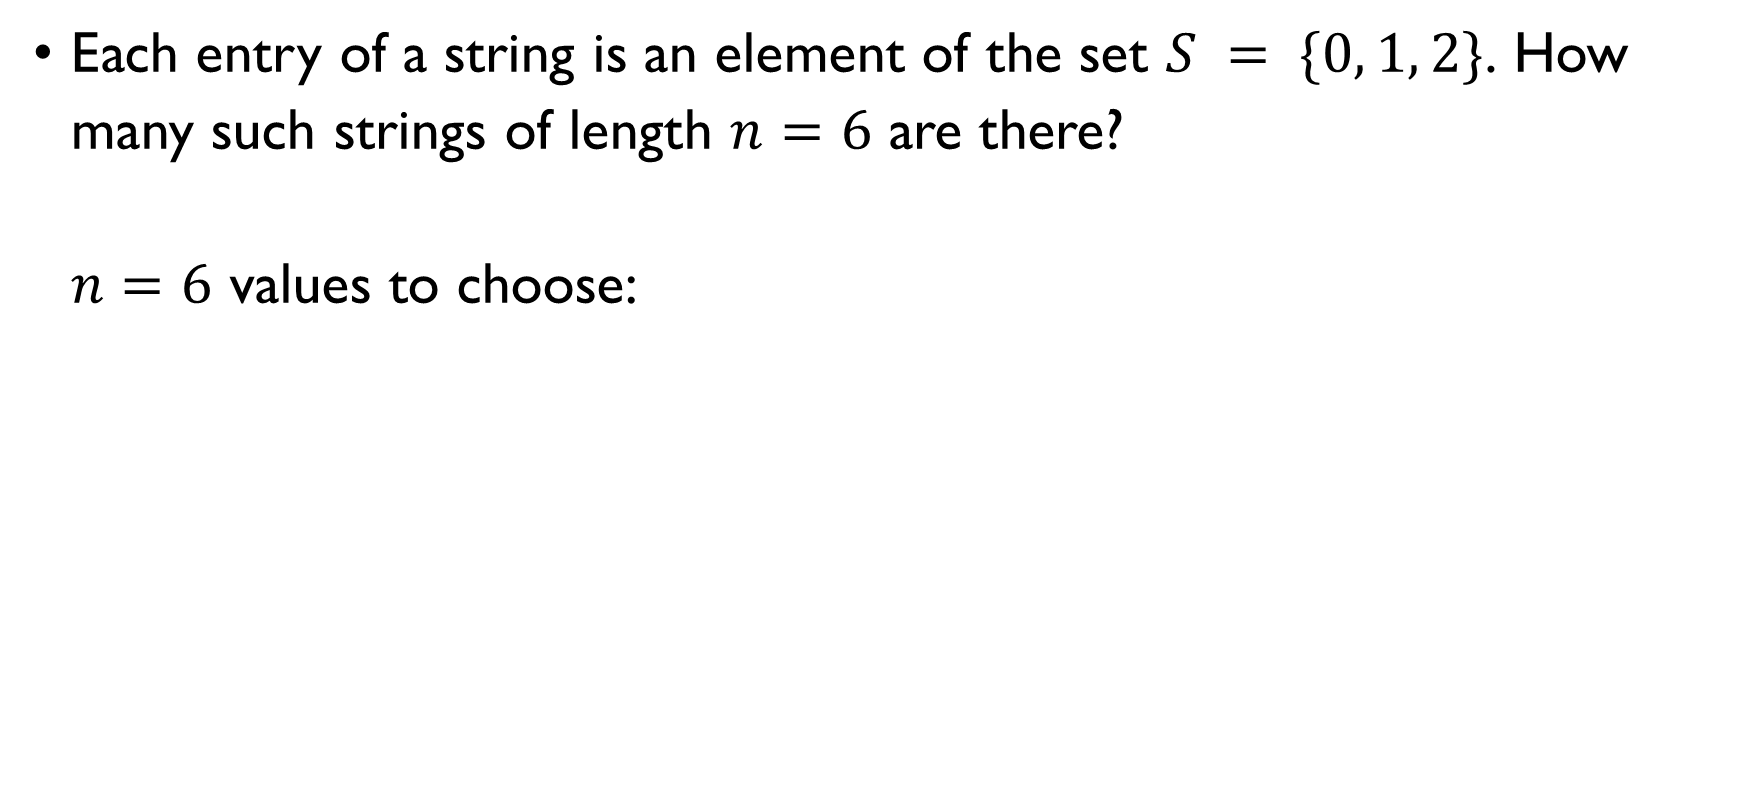 • Each entry of a string is an element of the set S = {0, 1, 2}. How
many such strings of length n = 6 are there?
n = 6 values to choose: